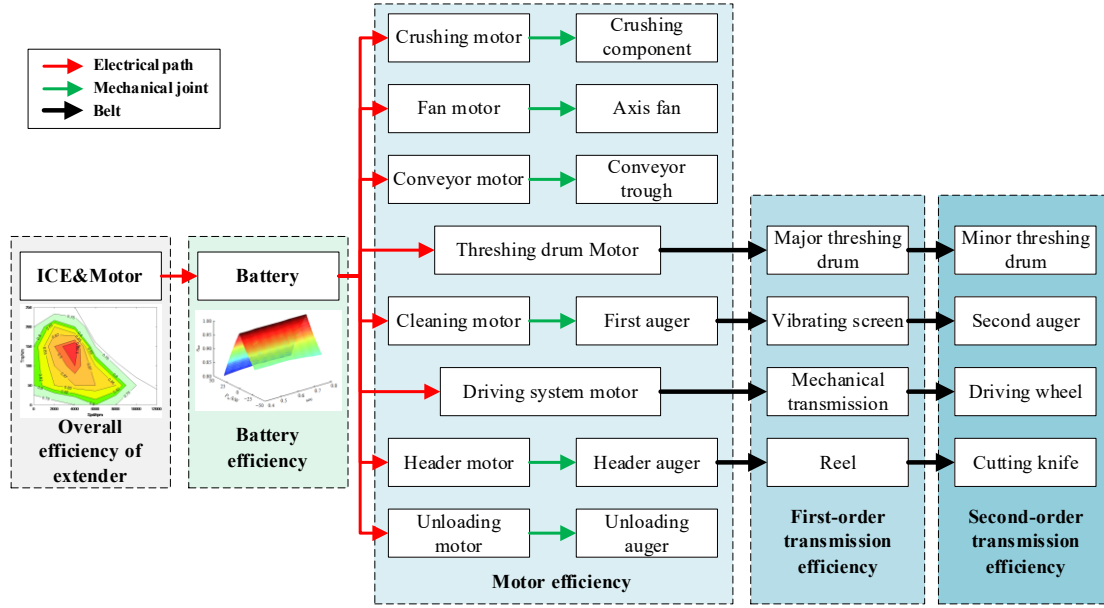 Electrical path
Mechanical joint
Belt
Crushing motor
Crushing
component
Fan motor
Axis fan
Conveyor motor
Conveyor
trough
ICE&Motor
Battery
Threshing drum Motor
Major threshing
drum
Minor threshing
drum
Cleaning motor
First auger
Vibrating screen
Second auger
Driving system motor
Mechanical
transmission
Driving wheel
Header motor
Header auger
Reel
Cutting knife
Unloading
motor
Unloading
auger
Overall
efficiency of
extender
Battery
efficiency
Motor efficiency
First-order
transmission
efficiency
Second-order
transmission
efficiency